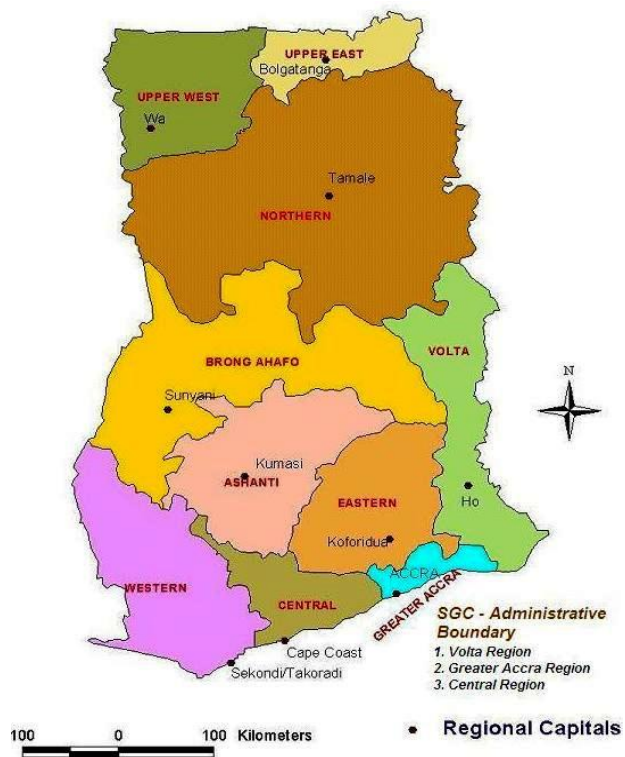 UPPER EAST
Bolgatanga
UPPER WEST
Wa
Tamale
NORTHERN
VOLTA
BRONG AHAFO
Sunyani
N
Kumasi
ASHANTI
EASTERN
Ho
Koforidua
ACCRA
WESTERN
CENTRAL
GREATER ACCRA
SGC - Administrative
Boundary
1. Volta Region
2. Greater Accra Region
3. Central Region
Cape Coast
Sekondi/Takoradi
100 0 100 Kilometers
Regional Capitals